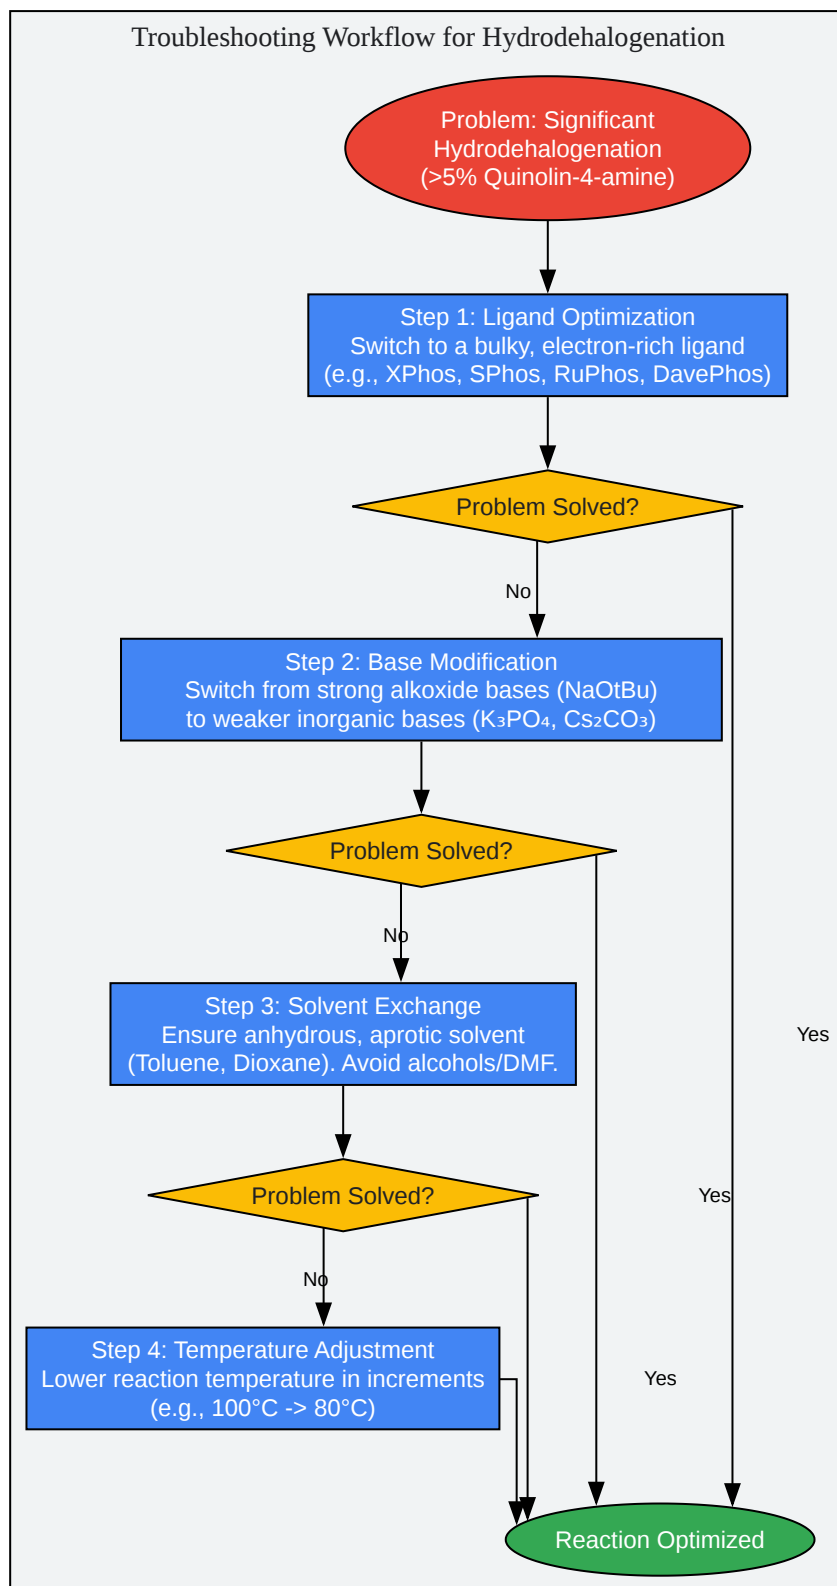 Troubleshooting Workflow for Hydrodehalogenation
Problem: Significant
Hydrodehalogenation
(>5% Quinolin-4-amine)
Step 1: Ligand Optimization
Switch to a bulky, electron-rich ligand
(e.g., XPhos, SPhos, RuPhos, DavePhos)
Problem Solved?
No
Step 2: Base Modification
Switch from strong alkoxide bases (NaOtBu)
to weaker inorganic bases (K₃PO₄, Cs₂CO₃)
Problem Solved?
No
Step 3: Solvent Exchange
Ensure anhydrous, aprotic solvent
(Toluene, Dioxane). Avoid alcohols/DMF.
Yes
Problem Solved?
Yes
No
Step 4: Temperature Adjustment
Lower reaction temperature in increments
(e.g., 100°C -> 80°C)
Yes
Reaction Optimized